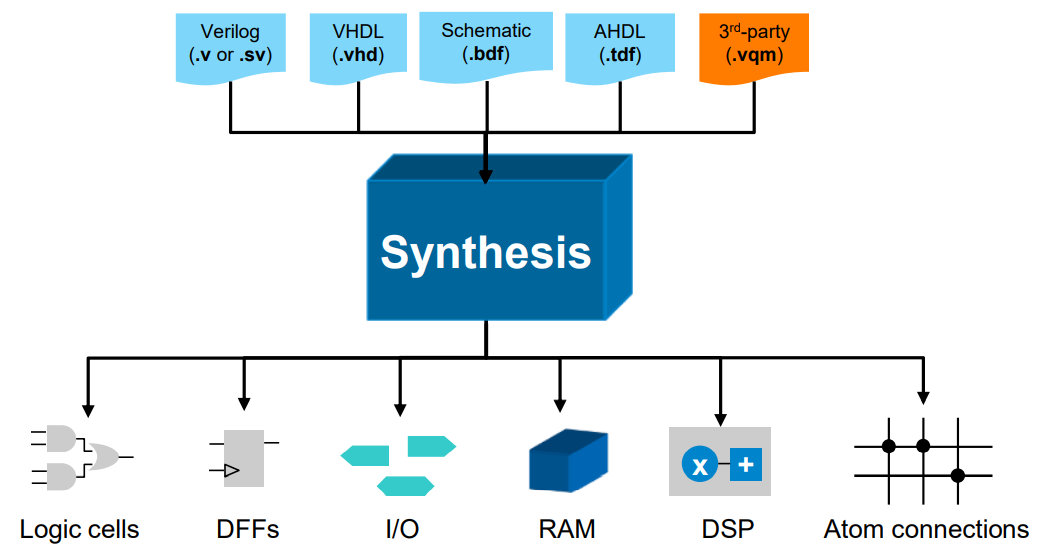 Verilog
(.v or .sv)
VHDL
(.vhd)
Schematic
(.bdf)
AHDL
(.tdf)
3rd-party
(.vqm)
Synthesis
x
+
Logic cells
DFFs
I/O
RAM
DSP
Atom connections